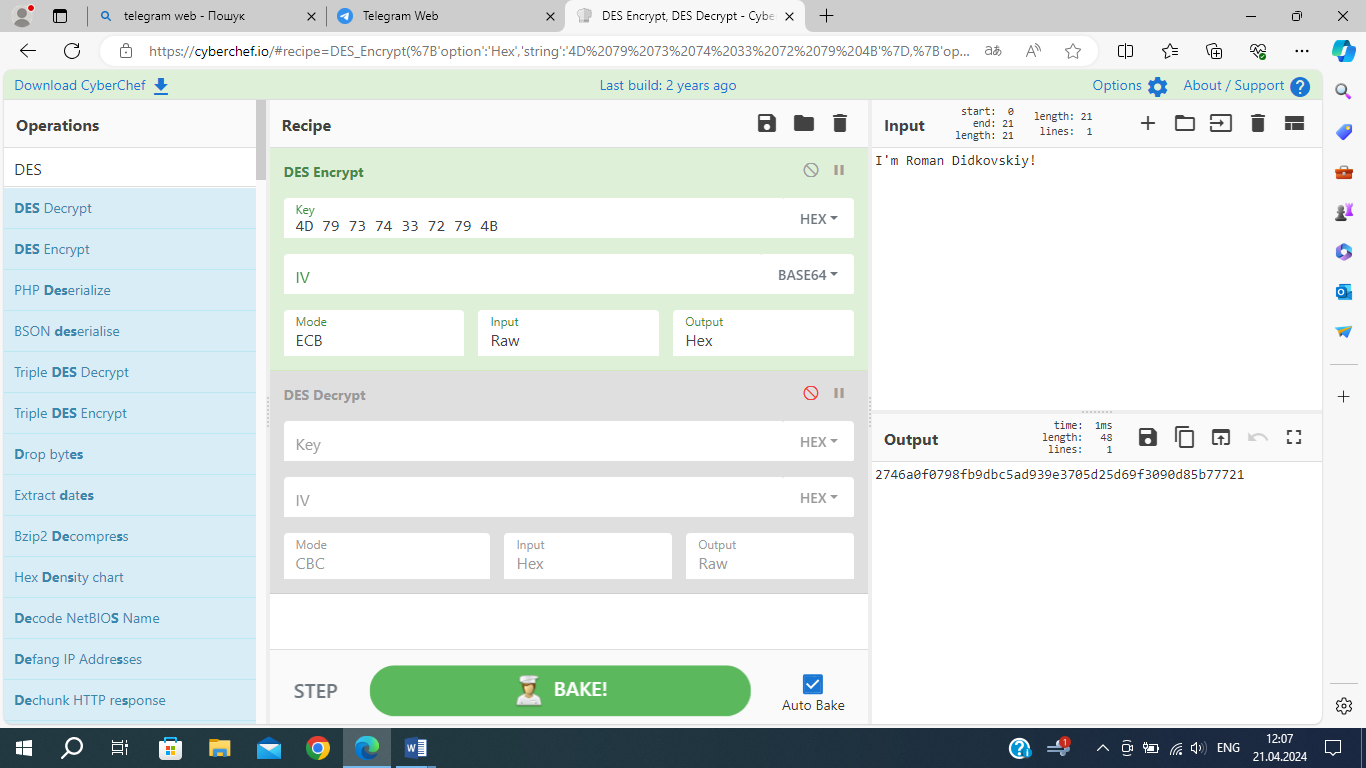 telegram web - Пошук
Telegram Web
DES Encrypt, DES Decrypt - Cybe
https://cyberchef.io/#recipe=DES_Encrypt(%7B'option':'Hex','string':'4D%2079%2073%2074%2033%2072%2079%204B'%7D,%7B'op...
Download CyberChef
Last build: 2 years ago
Options
About / Support
Operations
DES
DES Decrypt
DES Encrypt
PHP Deserialize
BSON deserialise
Triple DES Decrypt
Triple DES Encrypt
Drop bytes
Extract dates
Bzip2 Decompress
Hex Density chart
Decode NetBIOS Name
Defang IP Addresses
Dechunk HTTP response
Recipe
DES Encrypt
Key
4D 79 73 74 33 72 79 4B
HEX
IV
BASE64
Mode
ECB
Input
Raw
Output
Hex
DES Decrypt
Key
HEX
IV
HEX
Mode
CBC
Input
Hex
Output
Raw
STEP
BAKE!
Auto Bake
Input
start: 0
end: 21
length: 21
length: 21
lines: 1
I'm Roman Didkovskiy!
Output
time: 1ms
length: 48
lines: 1
2746a0f0798fb9dbc5ad939e3705d25d69f3090d85b77721
1
ENG
12:07
21.04.2024